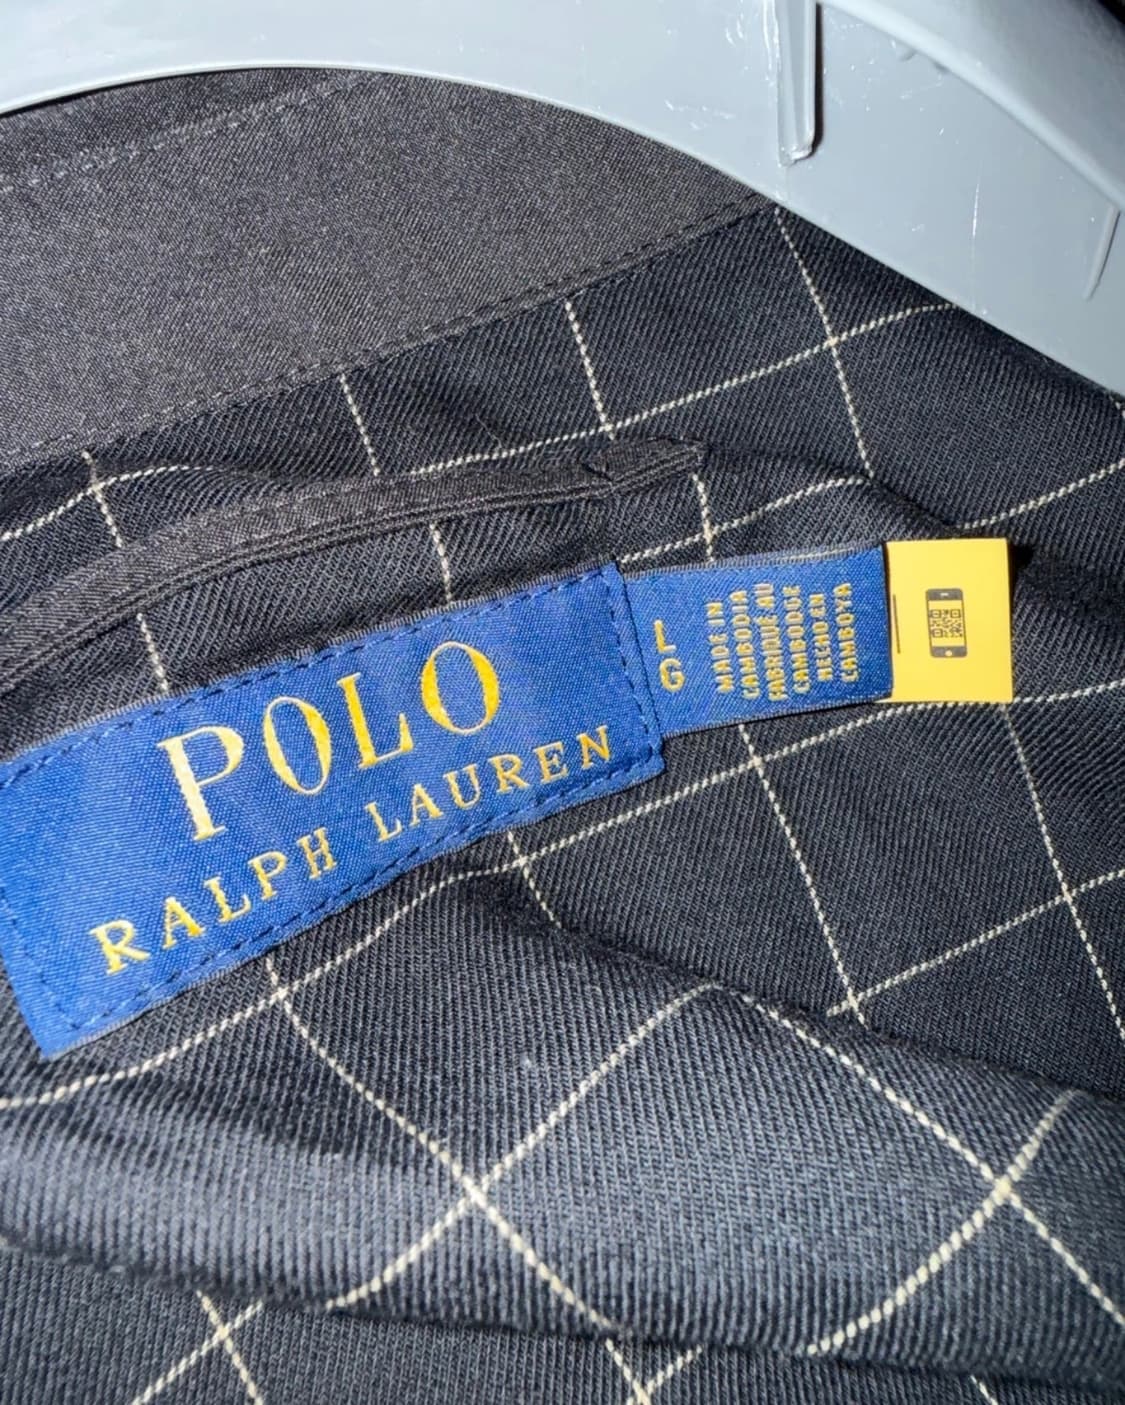 POLO
RALPH LAUREN
L
G
MADE IN
CAMBODIA
FABRIQUÉ AU
CAMBODGE
HECHO EN
CAMBOYA